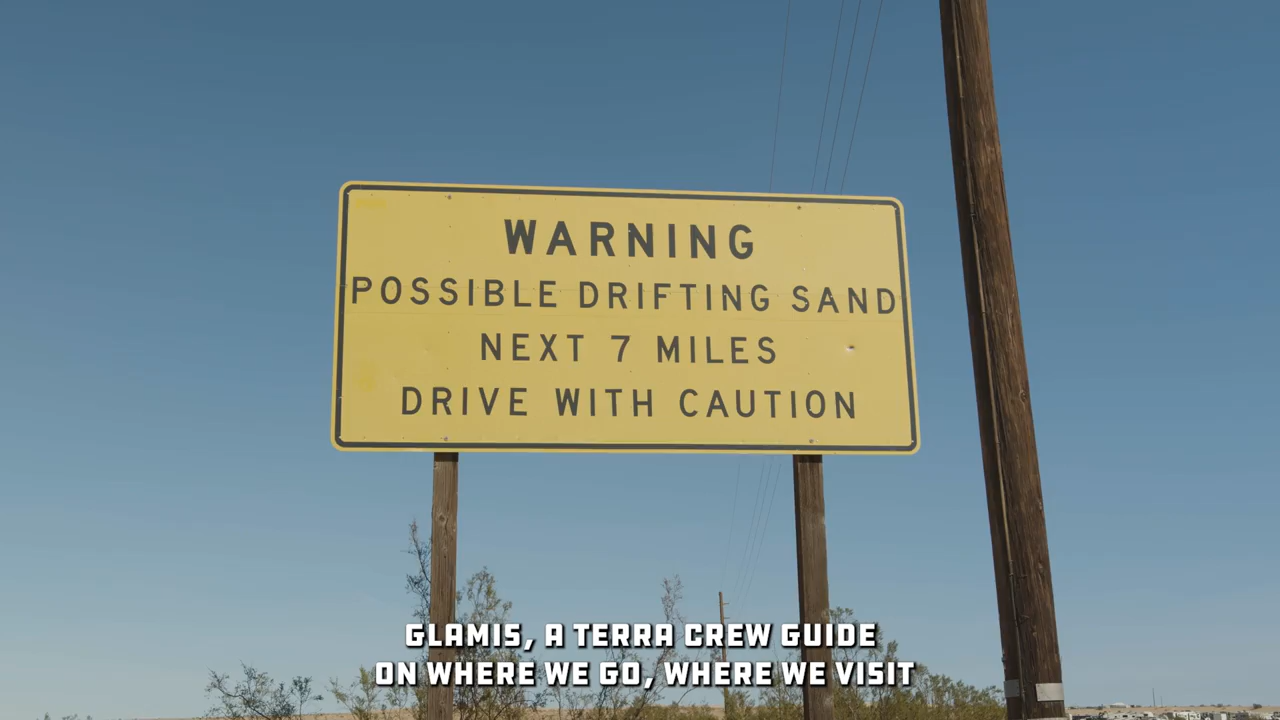 WARNING
POSSIBLE DRIFTING SAND
NEXT 7 MILES
DRIVE WITH CAUTION
GLAMIS, A TERRA CREW GUIDE
ON WHERE WE GO, WHERE WE VISIT